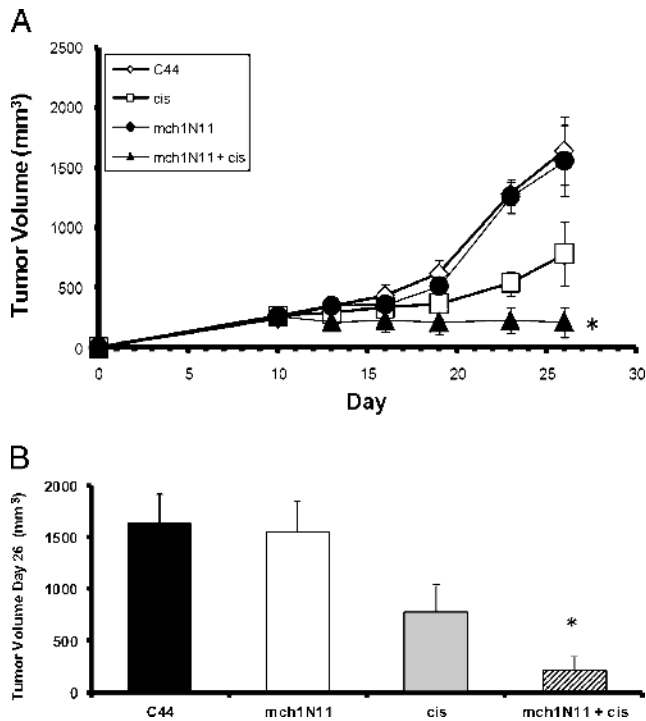 A
Tumor Volume (mm³)
2500
2000
1500
1000
500
0
C44
cis
mch1N11
mch1N11 + cis
*
0
5
10
15
20
25
30
Day
B
Tumor Volume Day 26 (mm³)
2000
1500
1000
500
0
*
C44
mch1N11
cis
mch1N11 + cis